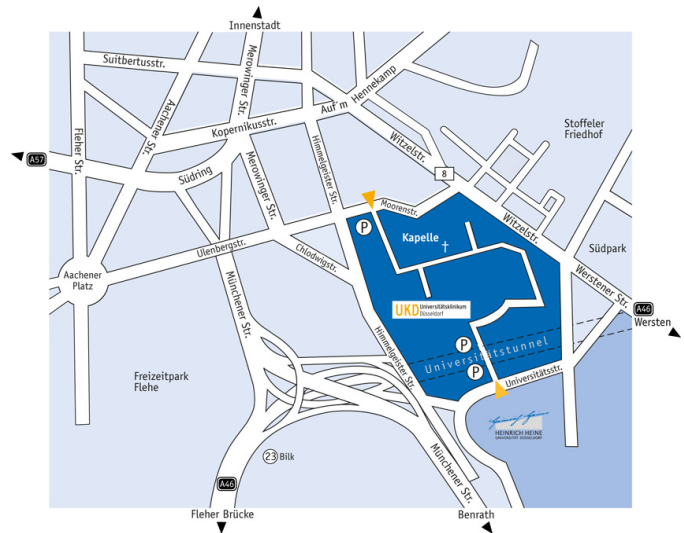 Innenstadt
Suitbertusstr.
Merowinger Str.
Auf'm Hennekamp
Aachener Str.
Kopernikusstr.
Stoffeler
Friedhof
Fleher Str.
Himmelgeister Str.
Witzelstr.
A57
Südring
Merowinger Str.
8
Moorenstr.
P
Kapelle
Witzelstr.
Ulenbergstr.
Chlodwigstr.
Südpark
Aachener
Platz
Münchener Str.
Werstener Str.
UKD Universitätsklinikum
Düsseldorf
A46
Wersten
Himmelgeister Str.
P
Universitätstunnel
P
Universitätsstr.
Freizeitpark
Flehe
HEINRICH HEINE
UNIVERSITÄT DÜSSELDORF
23 Bilk
Münchener Str.
A46
Fleher Brücke
Benrath